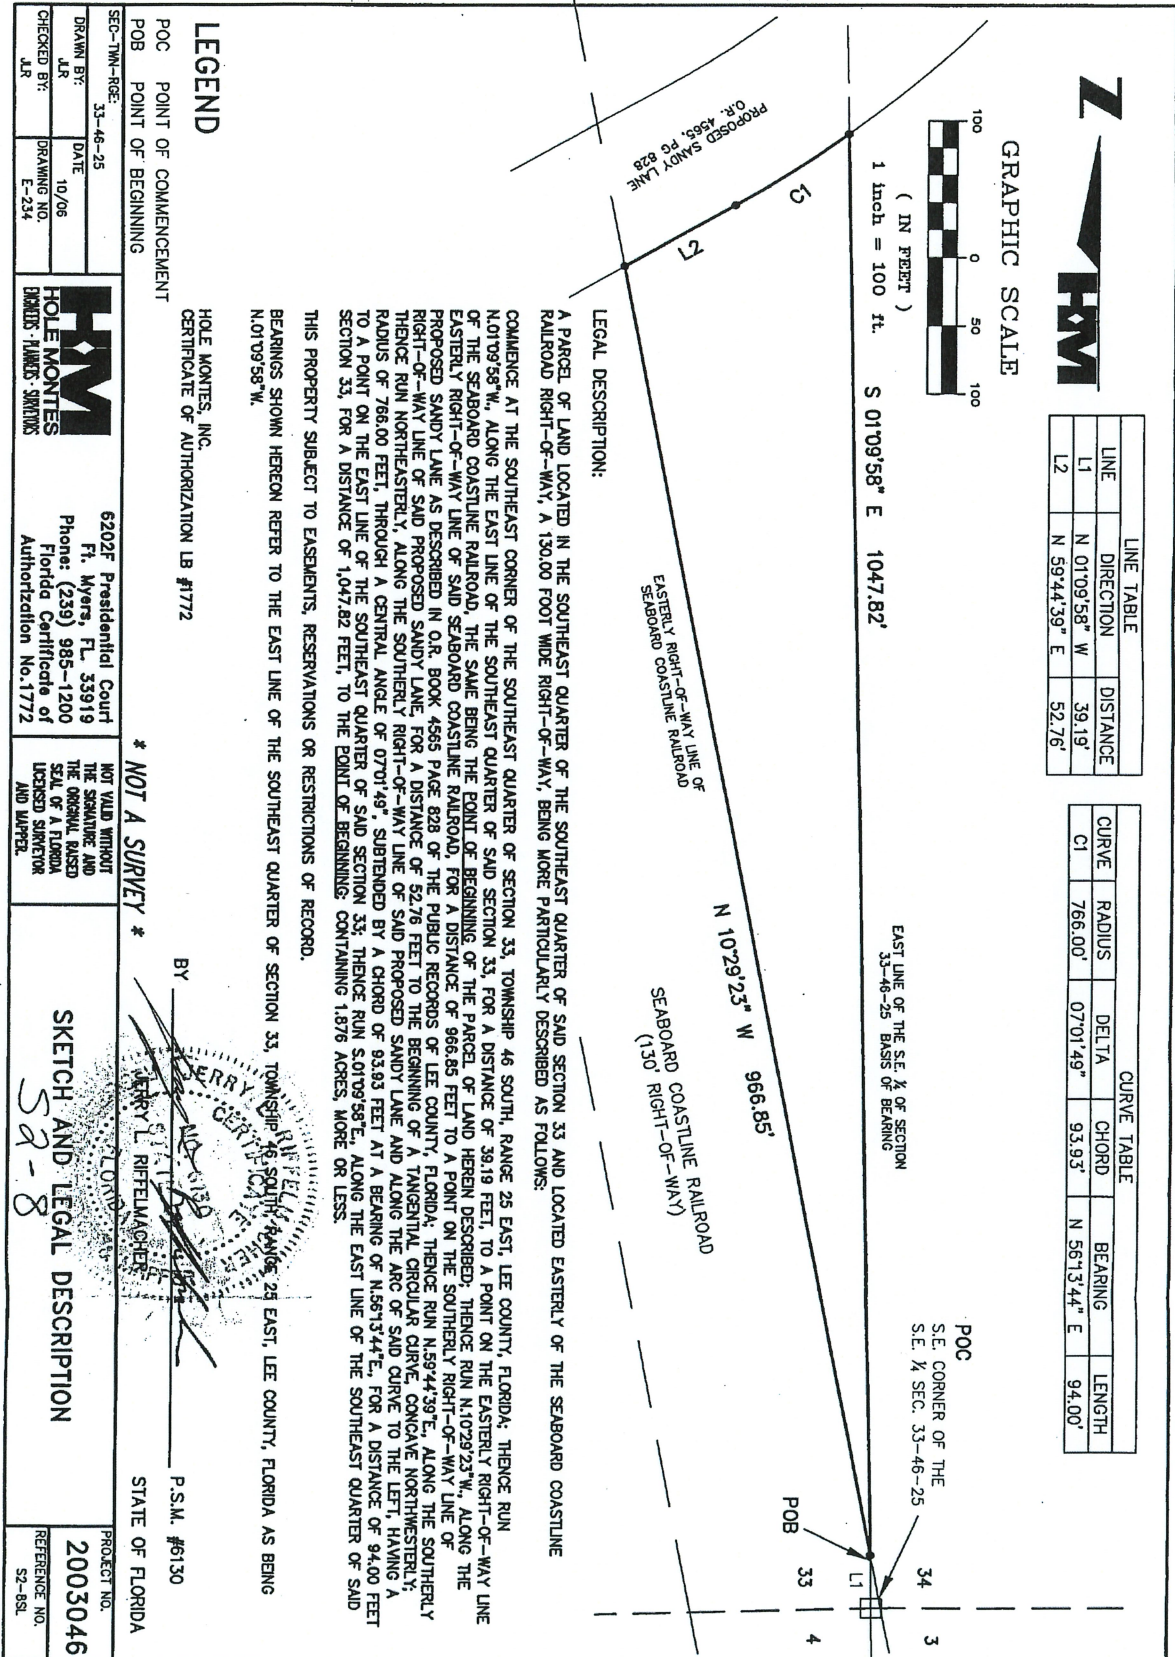 Z
HM
GRAPHIC SCALE
100 0 50 100
( IN FEET )
1 inch = 100 ft.
LINE TABLE
LINE DIRECTION DISTANCE
L1 N 01°09'58" W 39.19'
L2 N 59°44'39" E 52.76'
CURVE TABLE
CURVE RADIUS DELTA CHORD BEARING LENGTH
C1 766.00' 07°01'49" 93.93' N 56°13'44" E 94.00'
S 01°09'58" E 1047.82'
EAST LINE OF THE S.E. ¼ OF SECTION
33-46-25 BASIS OF BEARING
POC
S.E. CORNER OF THE
S.E. ¼ SEC. 33-46-25
34
3
33
4
L1
POB
PROPOSED SANDY LANE
O.R. 4565, PG 828
C1
L2
N 10°29'23" W 966.85'
EASTERLY RIGHT-OF-WAY LINE OF
SEABOARD COASTLINE RAILROAD
SEABOARD COASTLINE RAILROAD
(130' RIGHT-OF-WAY)
LEGAL DESCRIPTION:
A PARCEL OF LAND LOCATED IN THE SOUTHEAST QUARTER OF THE SOUTHEAST QUARTER OF SAID SECTION 33 AND LOCATED EASTERLY OF THE SEABOARD COASTLINE
RAILROAD RIGHT-OF-WAY, A 130.00 FOOT WIDE RIGHT-OF-WAY, BEING MORE PARTICULARLY DESCRIBED AS FOLLOWS:
COMMENCE AT THE SOUTHEAST CORNER OF THE SOUTHEAST QUARTER OF SECTION 33, TOWNSHIP 46 SOUTH, RANGE 25 EAST, LEE COUNTY, FLORIDA; THENCE RUN
N.01°09'58"W., ALONG THE EAST LINE OF THE SOUTHEAST QUARTER OF SAID SECTION 33, FOR A DISTANCE OF 39.19 FEET, TO A POINT ON THE EASTERLY RIGHT-OF-WAY LINE
OF THE SEABOARD COASTLINE RAILROAD, THE SAME BEING THE POINT OF BEGINNING OF THE PARCEL OF LAND HEREIN DESCRIBED; THENCE RUN N.10°29'23"W., ALONG THE
EASTERLY RIGHT-OF-WAY LINE OF SAID SEABOARD COASTLINE RAILROAD, FOR A DISTANCE OF 966.85 FEET TO A POINT ON THE SOUTHERLY RIGHT-OF-WAY LINE OF
PROPOSED SANDY LANE AS DESCRIBED IN O.R. BOOK 4565 PAGE 828 OF THE PUBLIC RECORDS OF LEE COUNTY, FLORIDA; THENCE RUN N.59°44'39"E., ALONG THE SOUTHERLY
RIGHT-OF-WAY LINE OF SAID PROPOSED SANDY LANE, FOR A DISTANCE OF 52.76 FEET TO THE BEGINNING OF A TANGENTIAL CIRCULAR CURVE, CONCAVE NORTHWESTERLY;
THENCE RUN NORTHEASTERLY, ALONG THE SOUTHERLY RIGHT-OF-WAY LINE OF SAID PROPOSED SANDY LANE AND ALONG THE ARC OF SAID CURVE TO THE LEFT, HAVING A
RADIUS OF 766.00 FEET, THROUGH A CENTRAL ANGLE OF 07°01'49", SUBTENDED BY A CHORD OF 93.93 FEET AT A BEARING OF N.56°13'44"E., FOR A DISTANCE OF 94.00 FEET
TO A POINT ON THE EAST LINE OF THE SOUTHEAST QUARTER OF SAID SECTION 33; THENCE RUN S.01°09'58"E., ALONG THE EAST LINE OF THE SOUTHEAST QUARTER OF SAID
SECTION 33, FOR A DISTANCE OF 1,047.82 FEET, TO THE POINT OF BEGINNING; CONTAINING 1.876 ACRES, MORE OR LESS.
THIS PROPERTY SUBJECT TO EASEMENTS, RESERVATIONS OR RESTRICTIONS OF RECORD.
BEARINGS SHOWN HEREON REFER TO THE EAST LINE OF THE SOUTHEAST QUARTER OF SECTION 33, TOWNSHIP 46 SOUTH, RANGE 25 EAST, LEE COUNTY, FLORIDA AS BEING
N.01°09'58"W.
HOLE MONTES, INC.
CERTIFICATE OF AUTHORIZATION LB #1772
LEGEND
POC POINT OF COMMENCEMENT
POB POINT OF BEGINNING
* NOT A SURVEY *
BY P.S.M. #6130
JERRY L. RIFFELMACHER
STATE OF FLORIDA
SEC-TWN-RGE:
33-46-25
DRAWN BY:
JLR
DATE
10/06
CHECKED BY:
JLR
DRAWING NO.
E-234
HM
HOLE MONTES
ENGINEERS · PLANNERS · SURVEYORS
6202F Presidential Court
Ft. Myers, FL. 33919
Phone: (239) 985-1200
Florida Certificate of
Authorization No.1772
NOT VALID WITHOUT
THE SIGNATURE AND
THE ORIGINAL RAISED
SEAL OF A FLORIDA
LICENSED SURVEYOR
AND MAPPER.
SKETCH AND LEGAL DESCRIPTION
S2-8
PROJECT NO.
2003046
REFERENCE NO.
S2-8SL